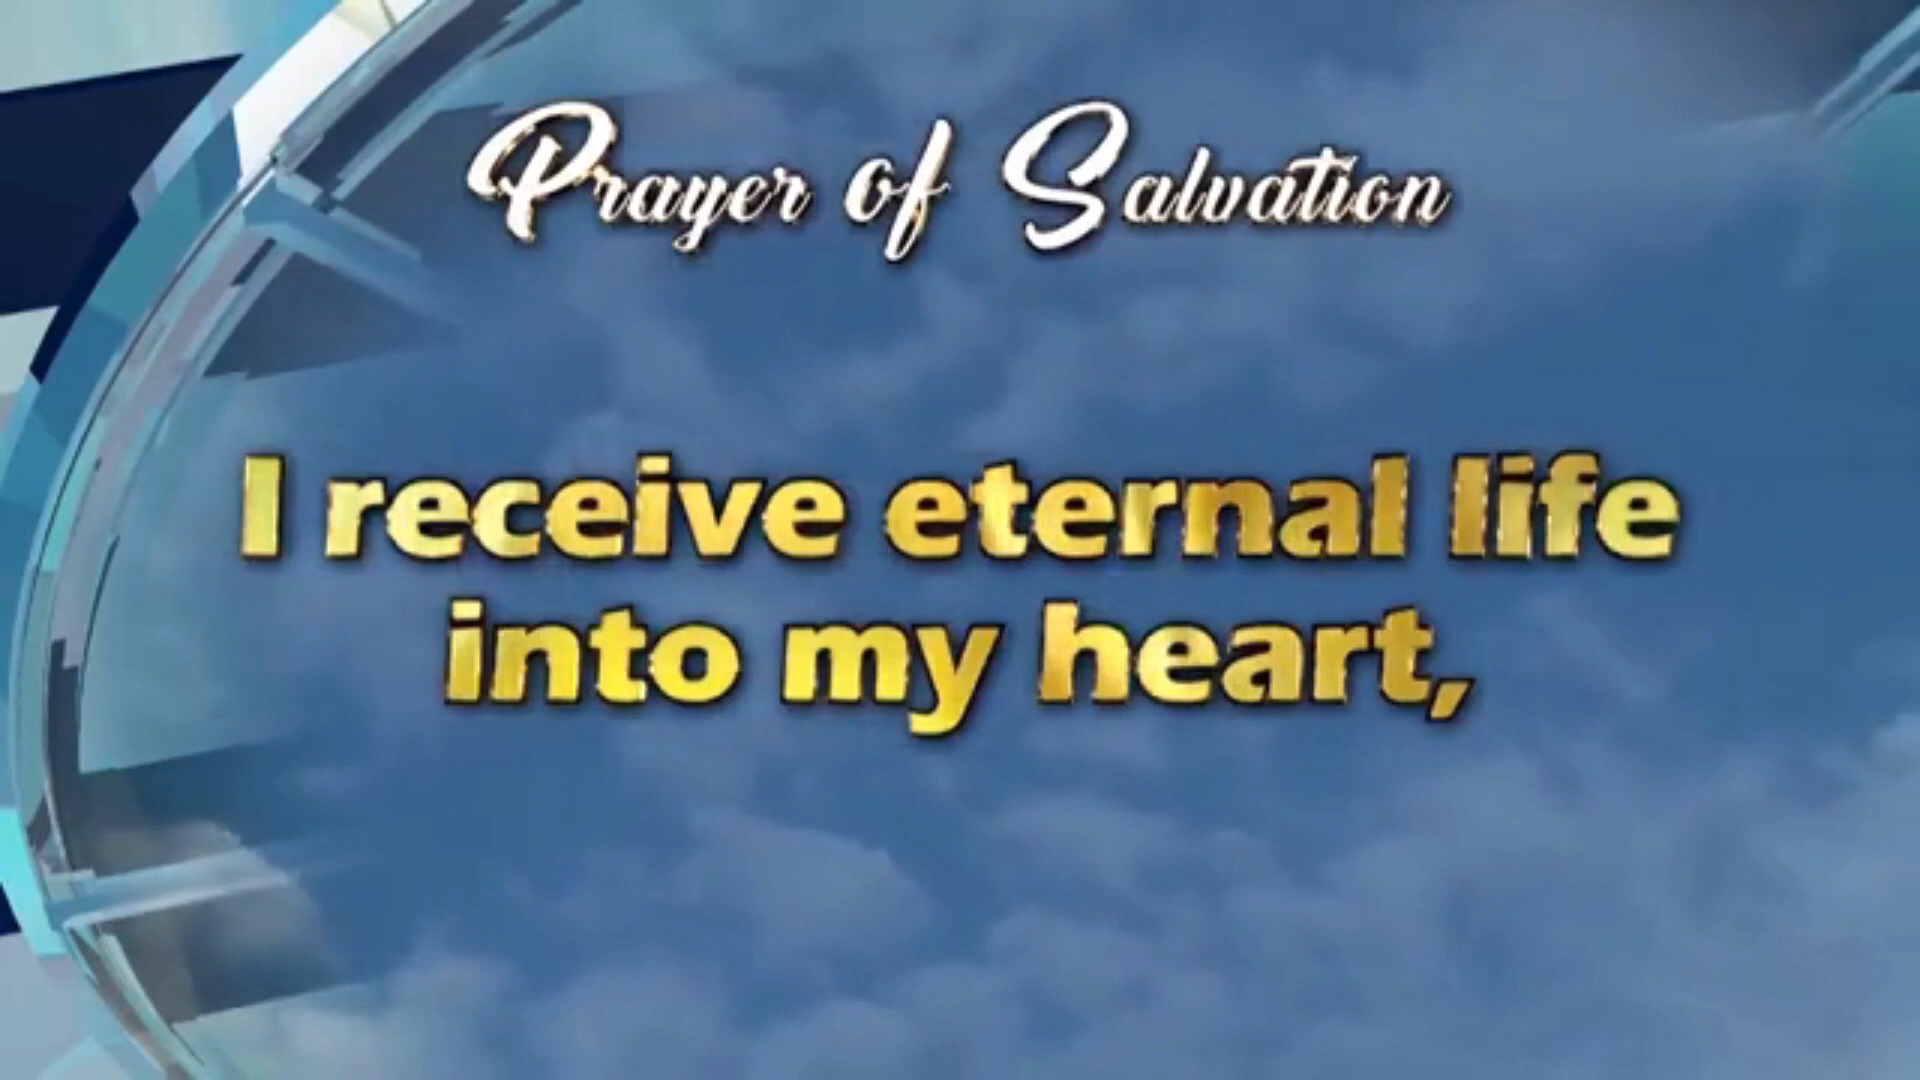 Prayer of Salvation
I receive eternal life
into my heart,